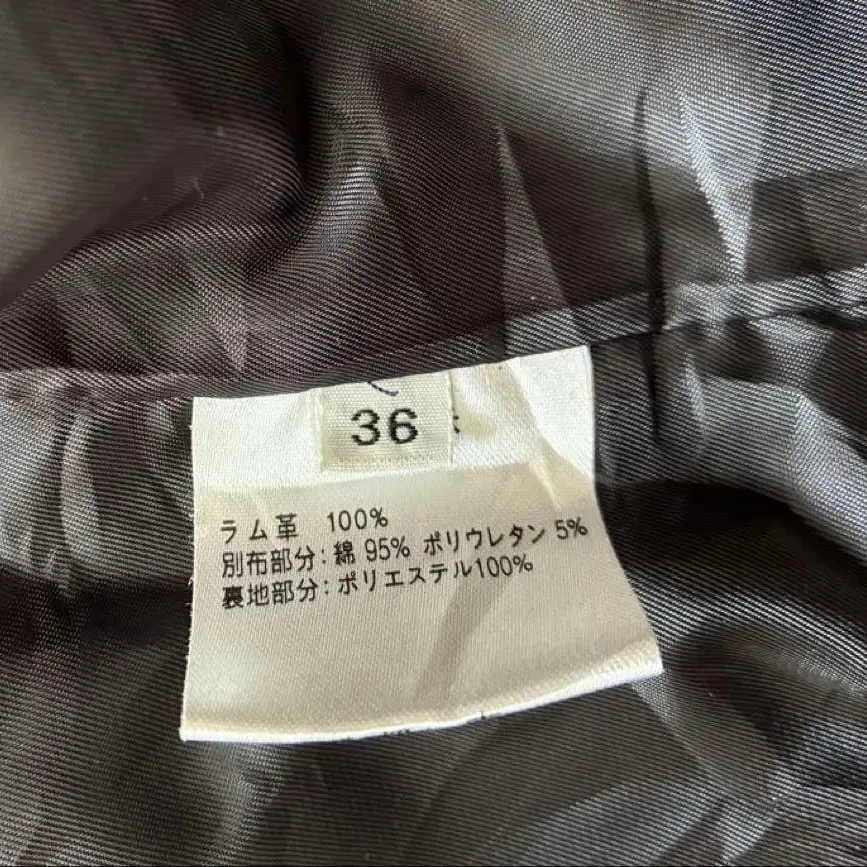 36
ラム革 100%
別布部分:綿 95% ポリウレタン 5%
裏地部分:ポリエステル100%